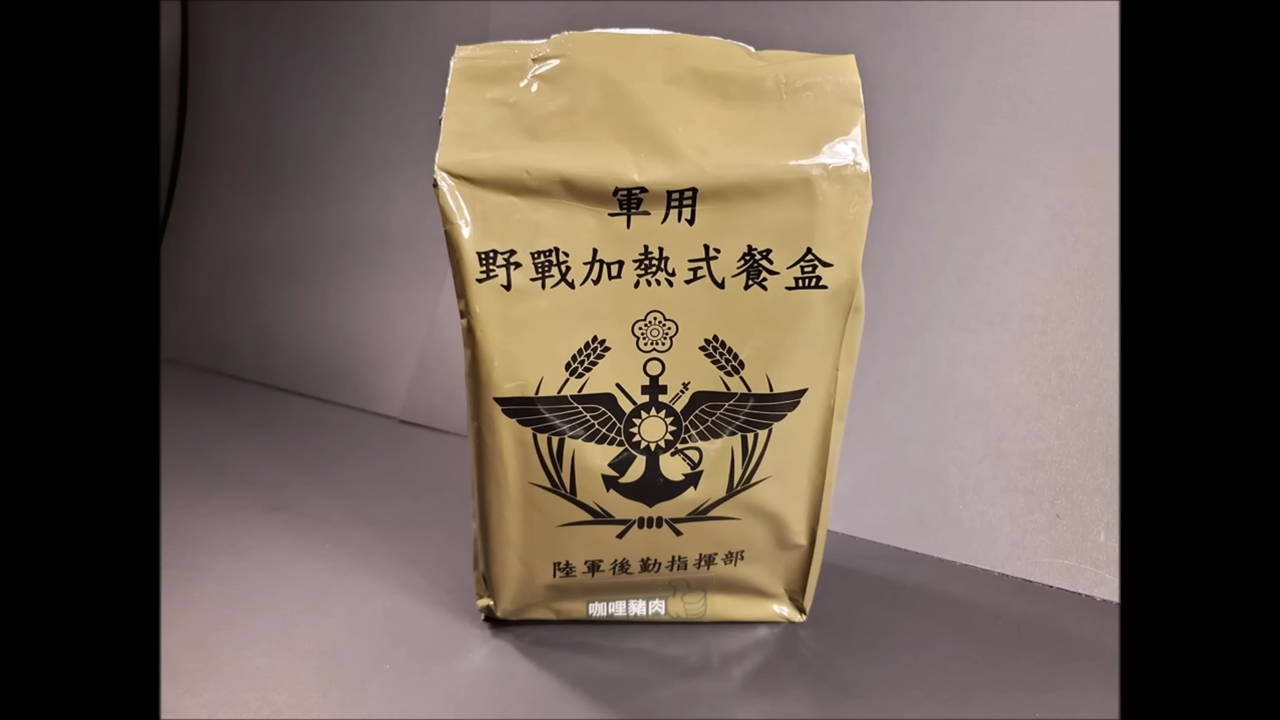 軍用
野戰加熱式餐盒
陸軍後勤指揮部
咖哩豬肉